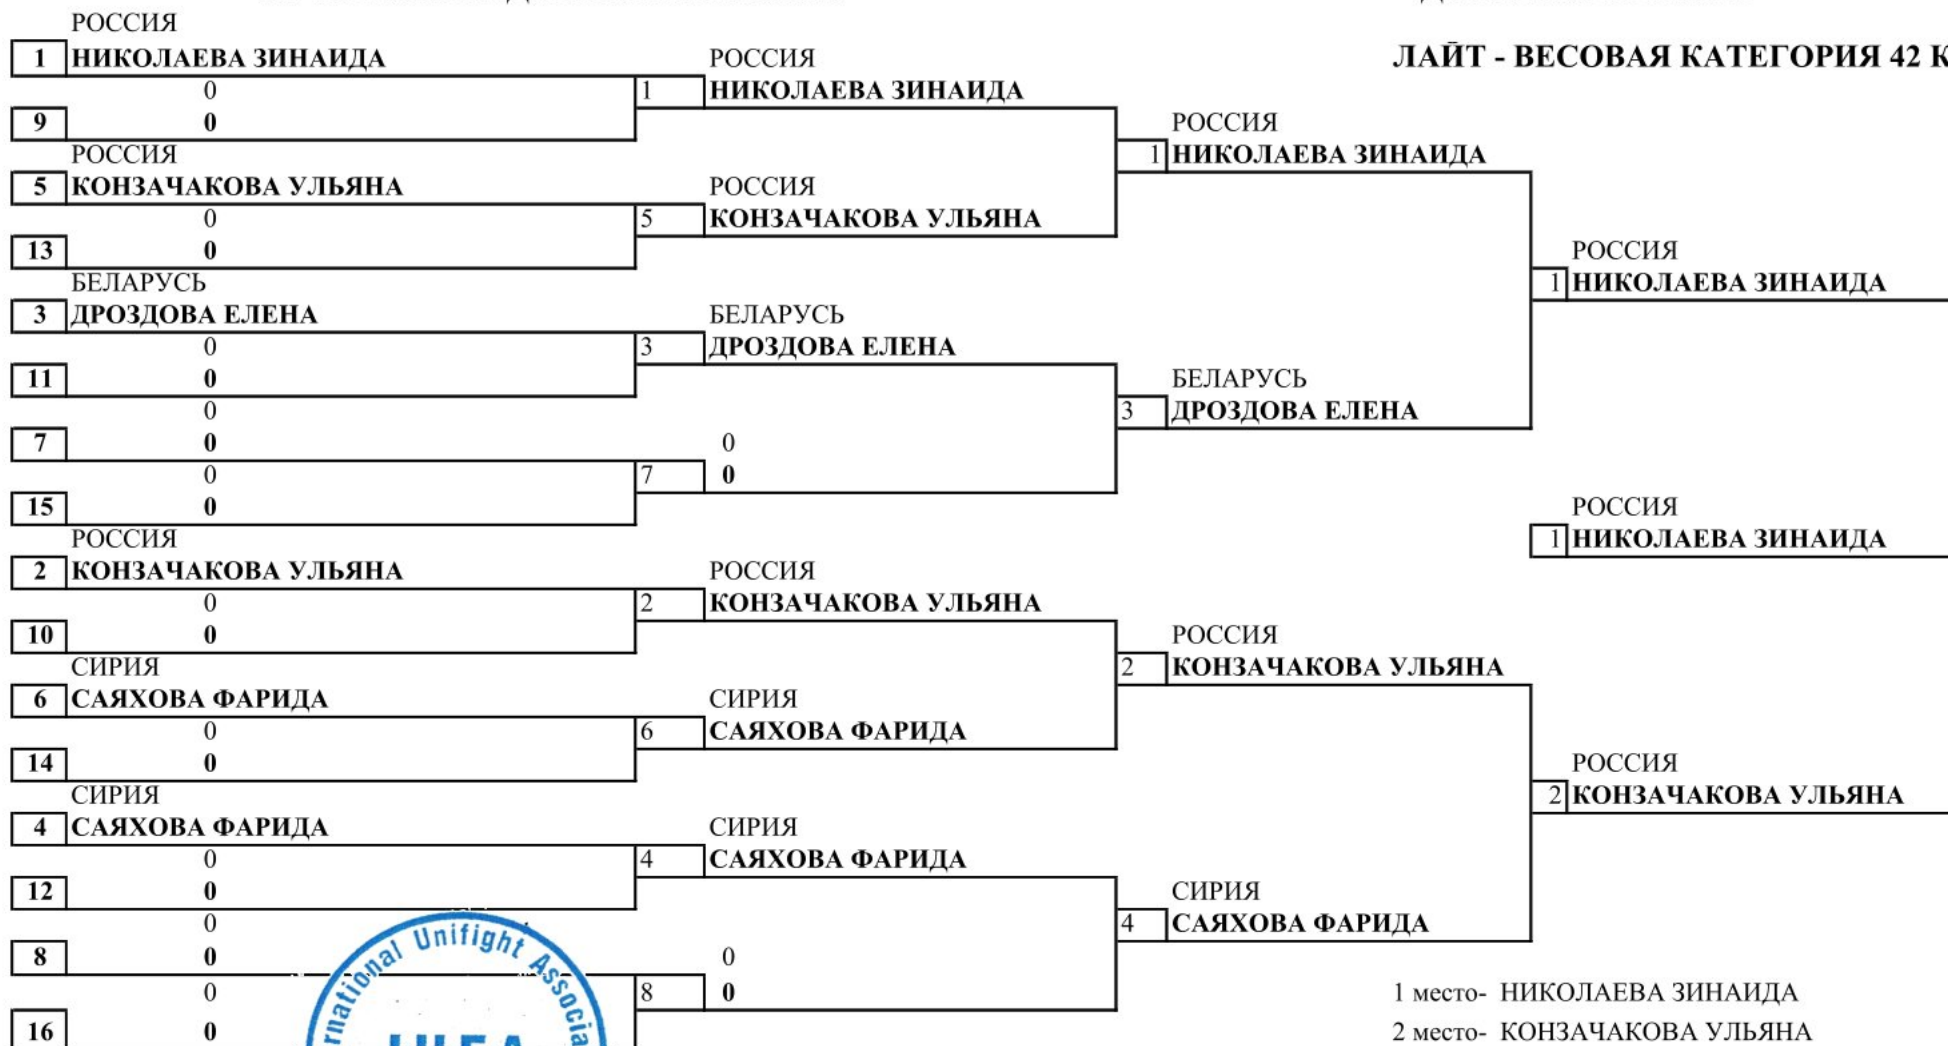 РОССИЯ
1 НИКОЛАЕВА ЗИНАИДА РОССИЯ ЛАЙТ - ВЕСОВАЯ КАТЕГОРИЯ 42 К
0 1 НИКОЛАЕВА ЗИНАИДА
9 0 РОССИЯ
РОССИЯ 1 НИКОЛАЕВА ЗИНАИДА
5 КОНЗАЧАКОВА УЛЬЯНА РОССИЯ
0 5 КОНЗАЧАКОВА УЛЬЯНА
13 0 РОССИЯ
БЕЛАРУСЬ 1 НИКОЛАЕВА ЗИНАИДА
3 ДРОЗДОВА ЕЛЕНА БЕЛАРУСЬ
0 3 ДРОЗДОВА ЕЛЕНА
11 0 БЕЛАРУСЬ
0 3 ДРОЗДОВА ЕЛЕНА
7 0 0
0 7 0
15 0 РОССИЯ
РОССИЯ 1 НИКОЛАЕВА ЗИНАИДА
2 КОНЗАЧАКОВА УЛЬЯНА РОССИЯ
0 2 КОНЗАЧАКОВА УЛЬЯНА
10 0 РОССИЯ
СИРИЯ 2 КОНЗАЧАКОВА УЛЬЯНА
6 САЯХОВА ФАРИДА СИРИЯ
0 6 САЯХОВА ФАРИДА
14 0 РОССИЯ
СИРИЯ 2 КОНЗАЧАКОВА УЛЬЯНА
4 САЯХОВА ФАРИДА СИРИЯ
0 4 САЯХОВА ФАРИДА
12 0 СИРИЯ
0 4 САЯХОВА ФАРИДА
8 0 0
0 8 0 1 место- НИКОЛАЕВА ЗИНАИДА
16 0 2 место- КОНЗАЧАКОВА УЛЬЯНА
rnational Unifight Associa